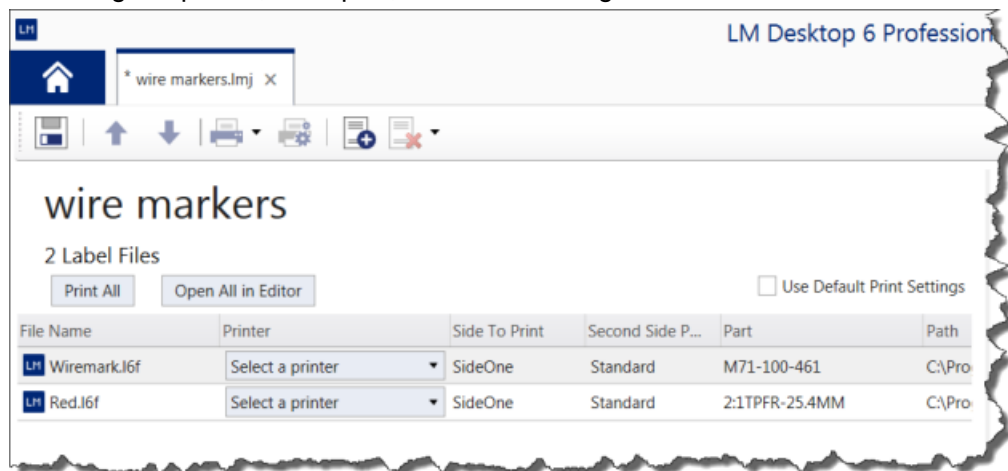 LM
LM Desktop 6 Profession
* wire markers.lmj ×
wire markers
2 Label Files
Print All Open All in Editor Use Default Print Settings
File Name Printer Side To Print Second Side P... Part Path
LM Wiremark.l6f Select a printer SideOne Standard M71-100-461 C:\Pro
LM Red.l6f Select a printer SideOne Standard 2:1TPFR-25.4MM C:\Pro